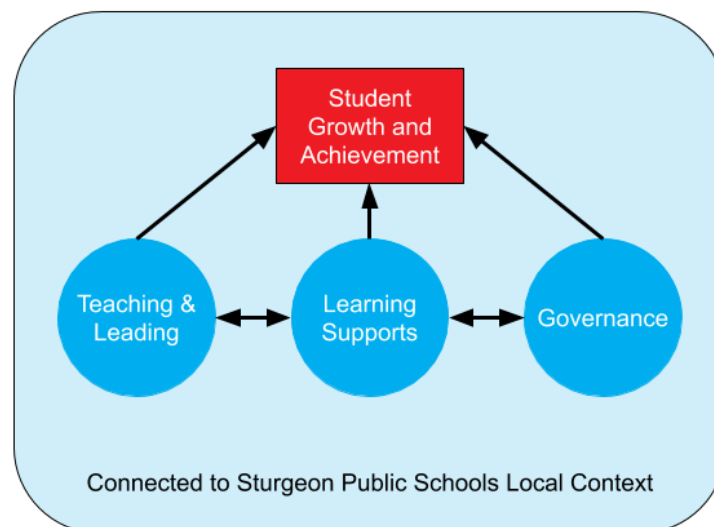 Student
Growth and
Achievement
Teaching &
Leading
Learning
Supports
Governance
Connected to Sturgeon Public Schools Local Context